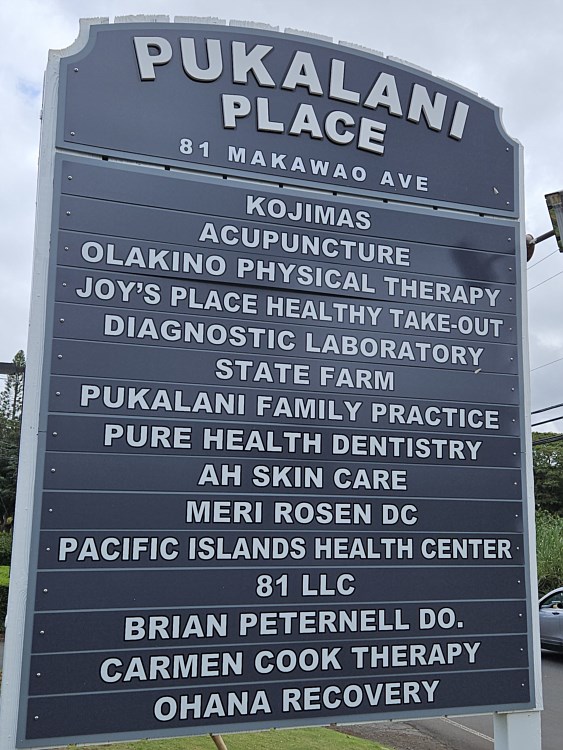 PUKALANI
PLACE
81 MAKAWAO AVE
KOJIMAS
ACUPUNCTURE
OLAKINO PHYSICAL THERAPY
JOY'S PLACE HEALTHY TAKE-OUT
DIAGNOSTIC LABORATORY
STATE FARM
PUKALANI FAMILY PRACTICE
PURE HEALTH DENTISTRY
AH SKIN CARE
MERI ROSEN DC
PACIFIC ISLANDS HEALTH CENTER
81 LLC
BRIAN PETERNELL DO.
CARMEN COOK THERAPY
OHANA RECOVERY